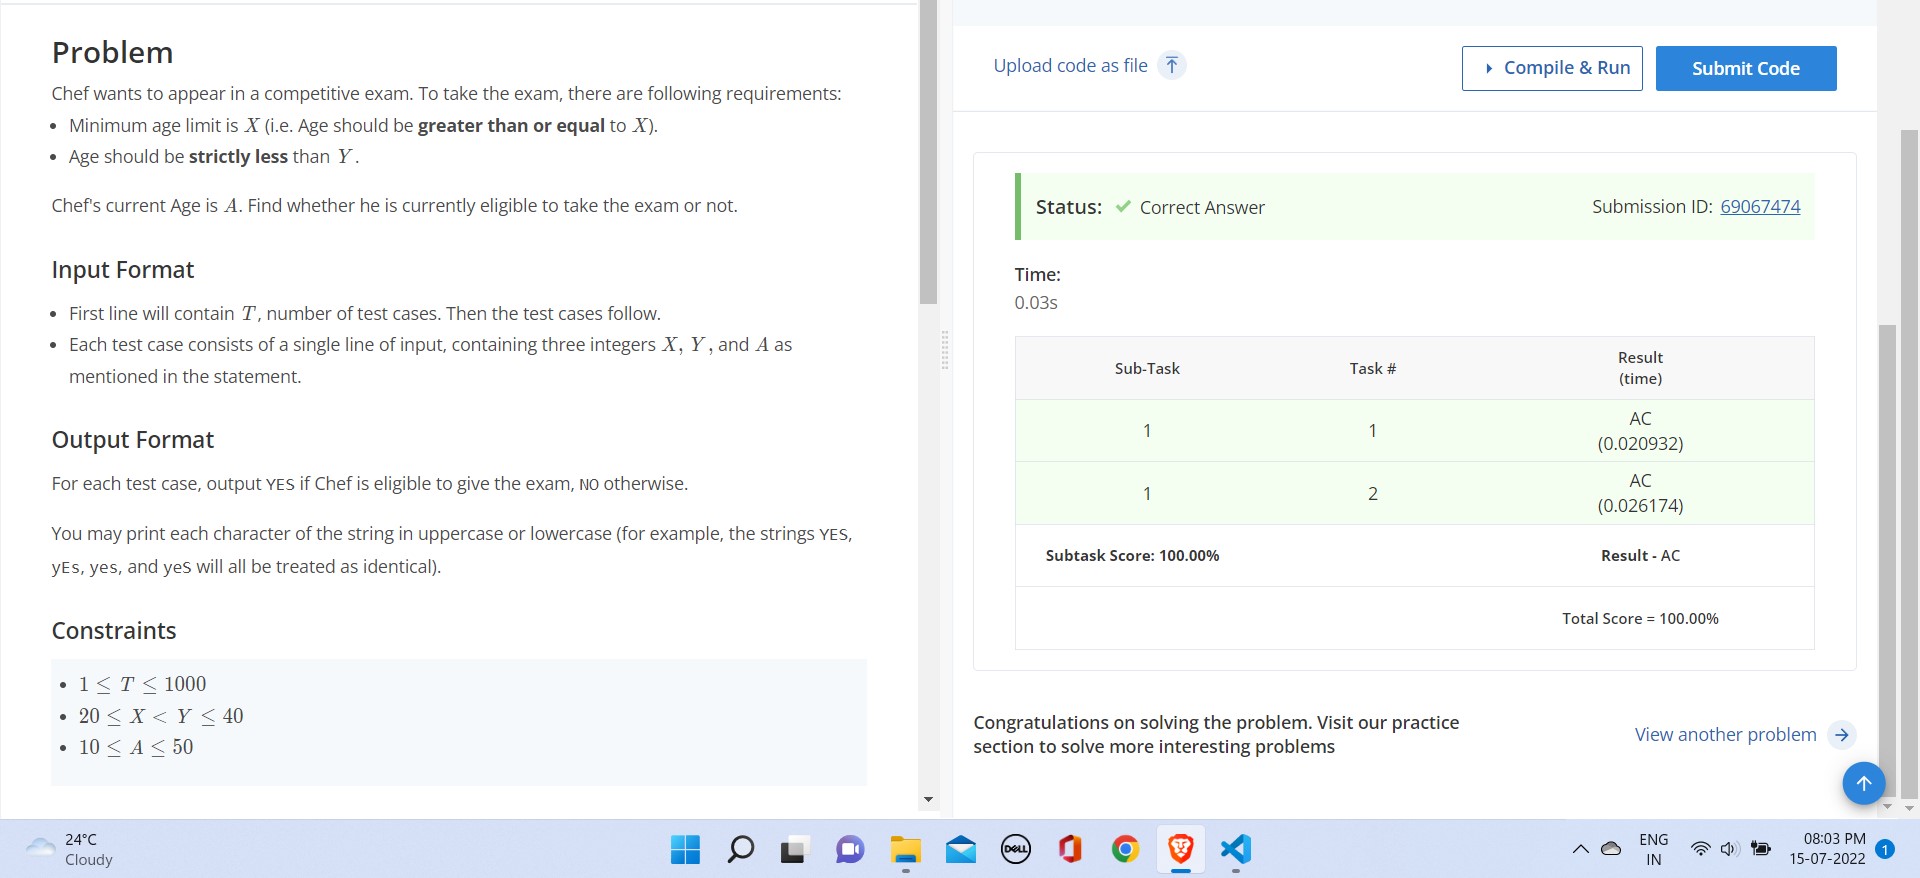 Problem
Chef wants to appear in a competitive exam. To take the exam, there are following requirements:
• Minimum age limit is X (i.e. Age should be greater than or equal to X).
• Age should be strictly less than Y.
Chef's current Age is A. Find whether he is currently eligible to take the exam or not.
Input Format
• First line will contain T, number of test cases. Then the test cases follow.
• Each test case consists of a single line of input, containing three integers X, Y, and A as
mentioned in the statement.
Output Format
For each test case, output YES if Chef is eligible to give the exam, NO otherwise.
You may print each character of the string in uppercase or lowercase (for example, the strings YES,
yEs, yes, and yeS will all be treated as identical).
Constraints
• 1 ≤ T ≤ 1000
• 20 ≤ X < Y ≤ 40
• 10 ≤ A ≤ 50
Upload code as file
Compile & Run
Submit Code
Status: Correct Answer
Submission ID: 69067474
Time:
0.03s
Sub-Task Task # Result
(time)
1 1 AC
(0.020932)
1 2 AC
(0.026174)
Subtask Score: 100.00% Result - AC
Total Score = 100.00%
Congratulations on solving the problem. Visit our practice
section to solve more interesting problems
View another problem
24°C
Cloudy
DELL
ENG
IN
08:03 PM
15-07-2022
1